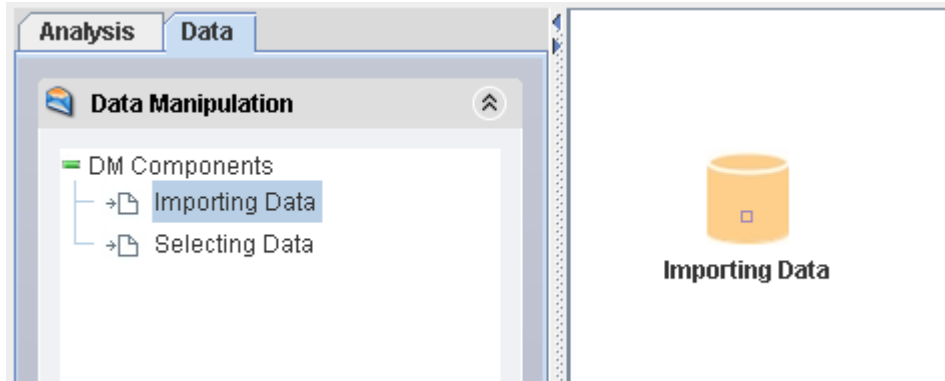 Analysis
Data
Data Manipulation
DM Components
Importing Data
Selecting Data
Importing Data